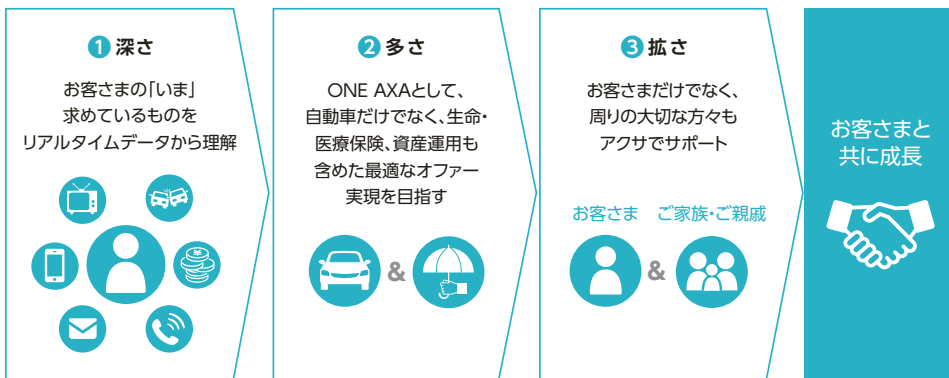 ❶深さ
お客さまの「いま」
求めているものを
リアルタイムデータから理解
❷多さ
ONE AXAとして、
自動車だけでなく、生命・
医療保険、資産運用も
含めた最適なオファー
実現を目指す
&
❸拡さ
お客さまだけでなく、
周りの大切な方々も
アクサでサポート
お客さま ご家族・ご親戚
&
お客さまと
共に成長